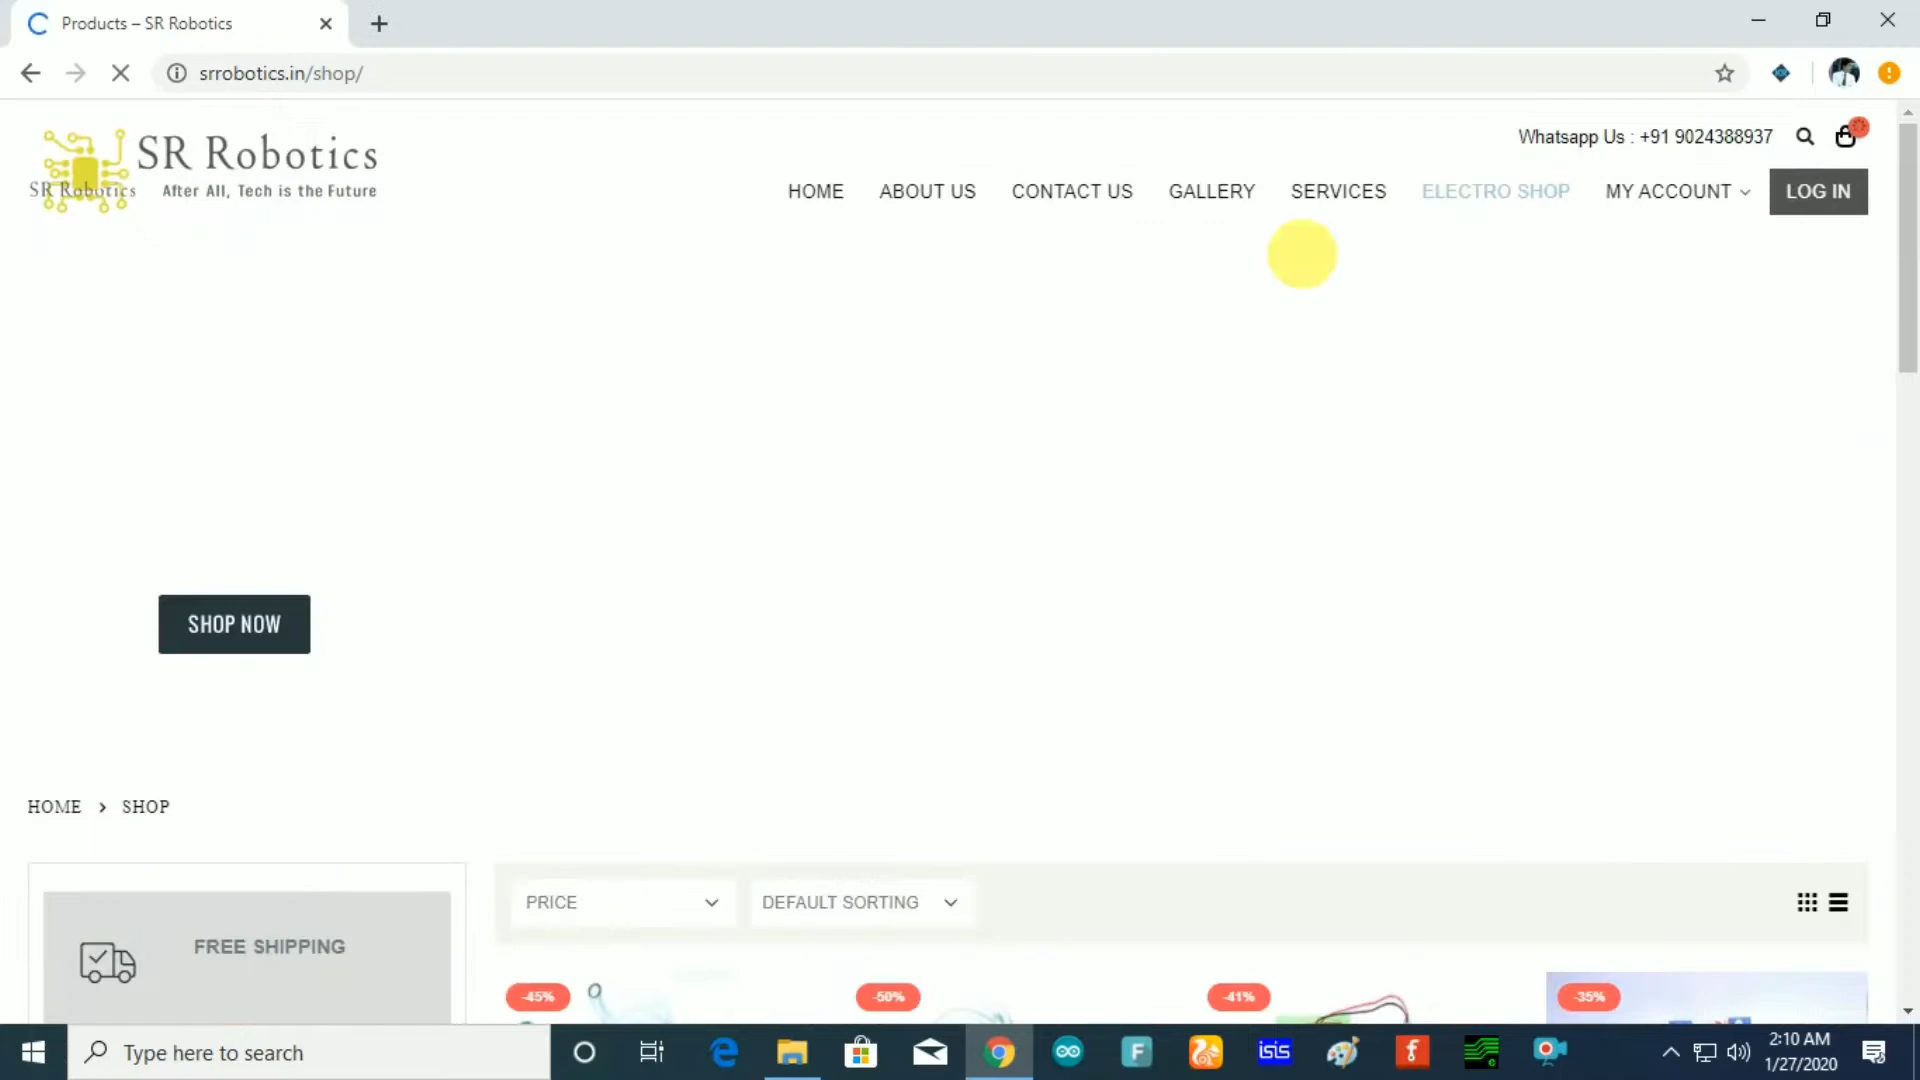 Products – SR Robotics
srrobotics.in/shop/
SR Robotics
SR Robotics
After All, Tech is the Future
Whatsapp Us : +91 9024388937
HOME ABOUT US CONTACT US GALLERY SERVICES ELECTRO SHOP MY ACCOUNT LOG IN
SHOP NOW
HOME > SHOP
PRICE DEFAULT SORTING
FREE SHIPPING
-45% -50% -41% -35%
Type here to search
isis
2:10 AM
1/27/2020